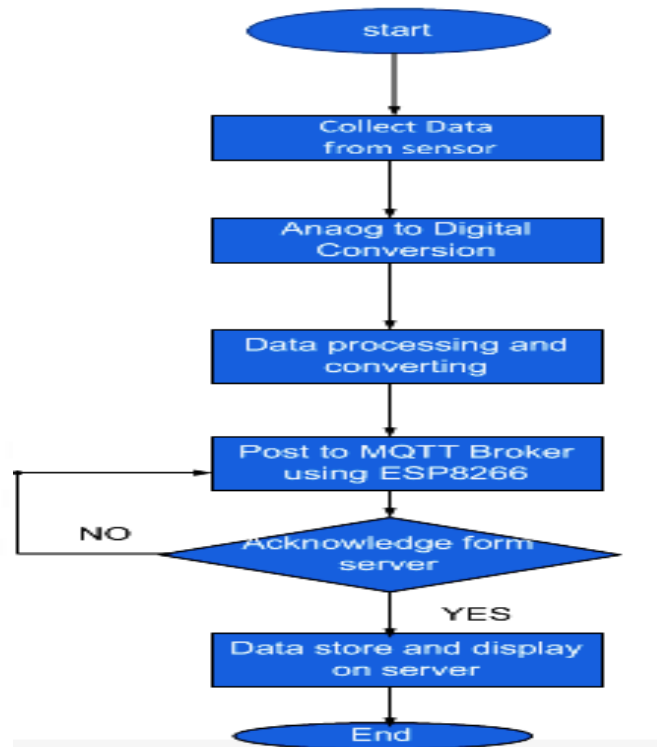 start
Collect Data
from sensor
Anaog to Digital
Conversion
Data processing and
converting
Post to MQTT Broker
using ESP8266
NO
Acknowledge form
server
YES
Data store and display
on server
End